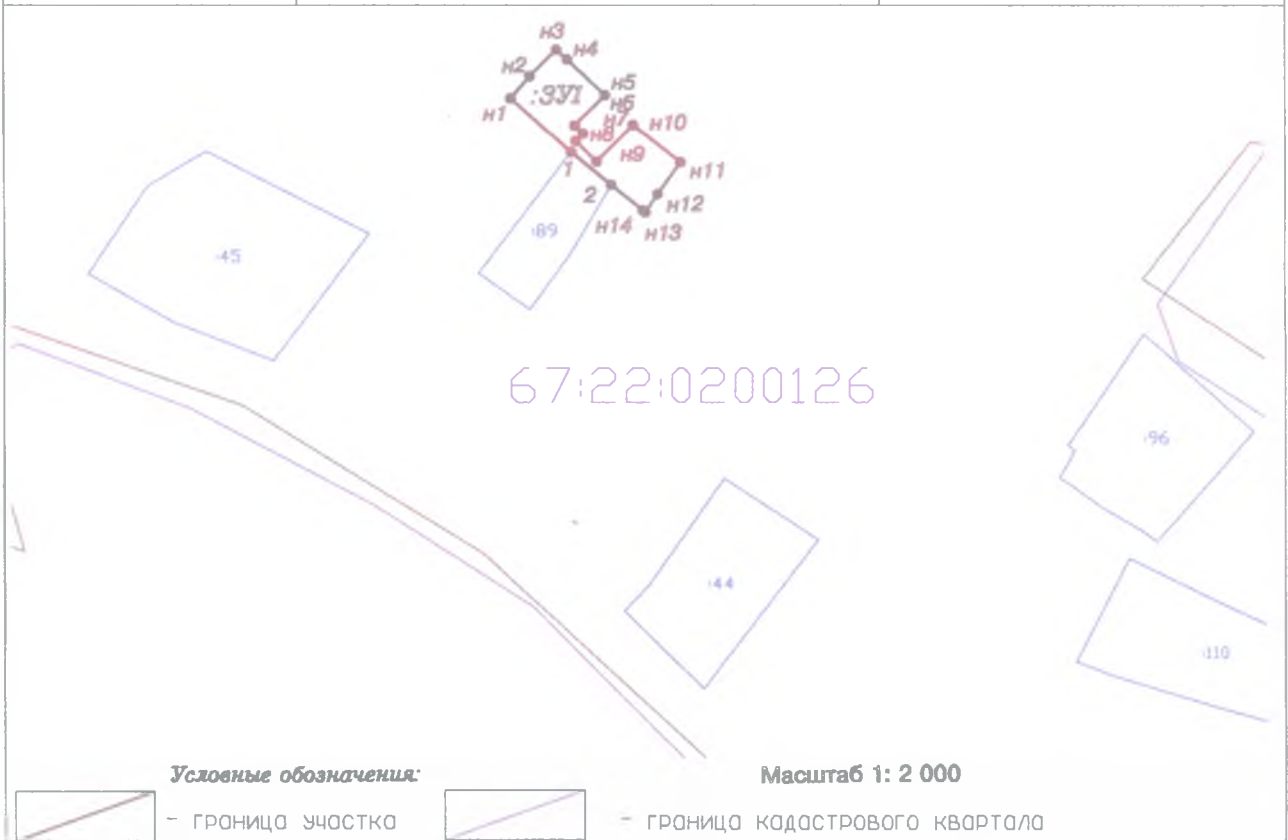 н3
н4
н2
:ЗУ1
н5
н1
н6
н7
н8
н10
н9
1
н11
2
н12
н14
н13
:45
:89
67:22:0200126
:96
:44
:110
Условные обозначения:
Масштаб 1: 2 000
- граница участка
- граница кадастрового квартала